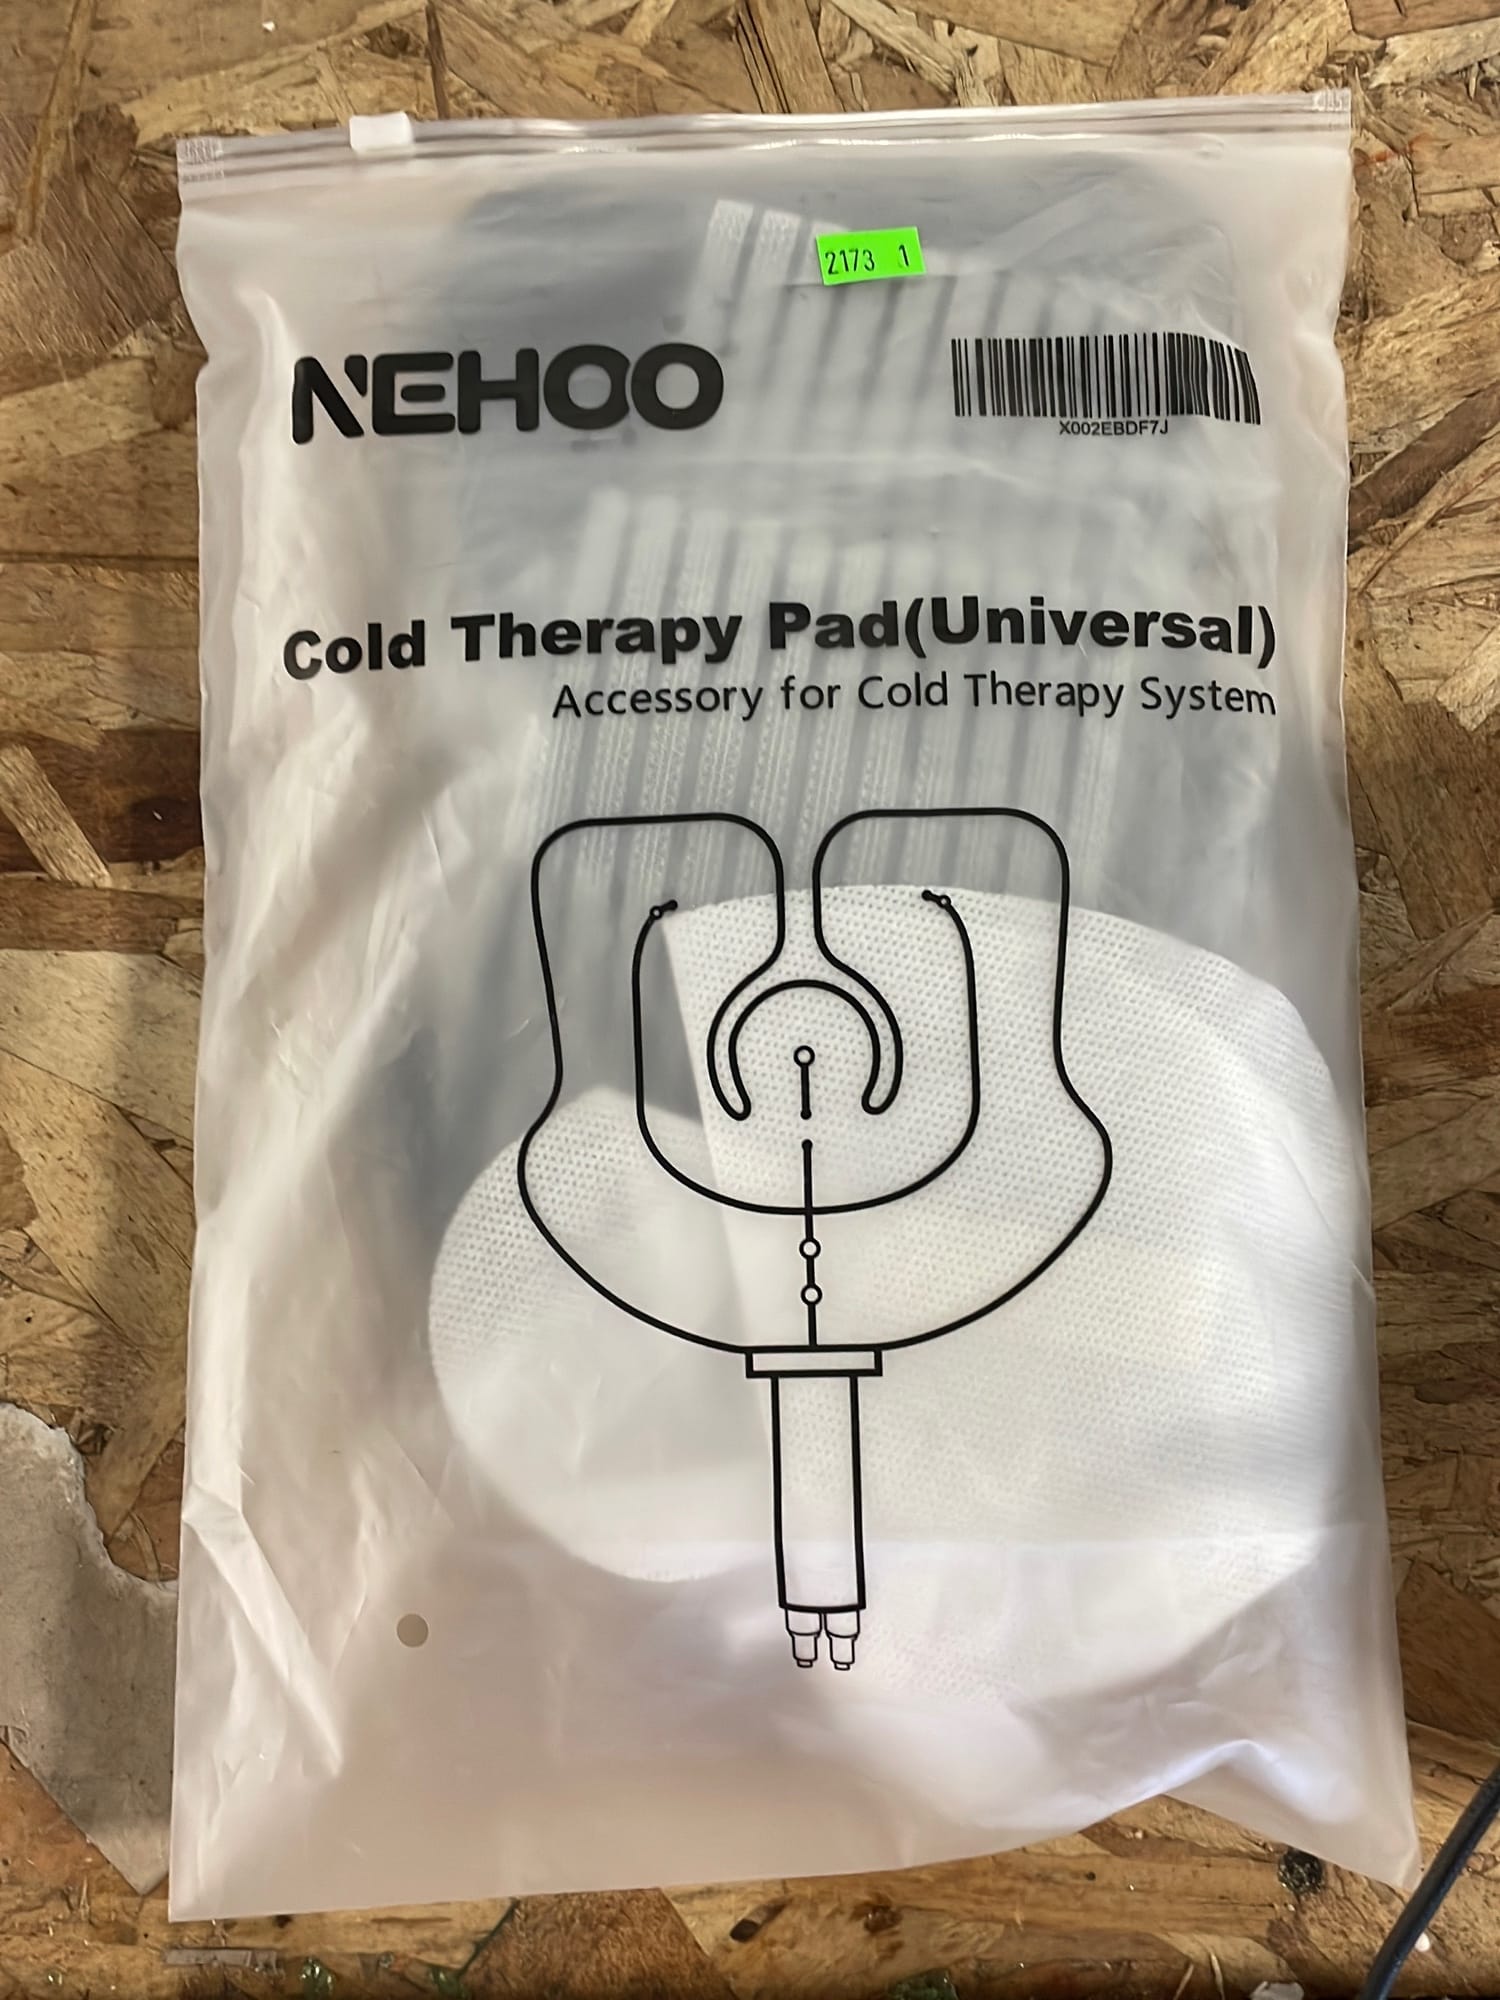 2173 1
NEHOO
X002EBDF7J
Cold Therapy Pad(Universal)
Accessory for Cold Therapy System